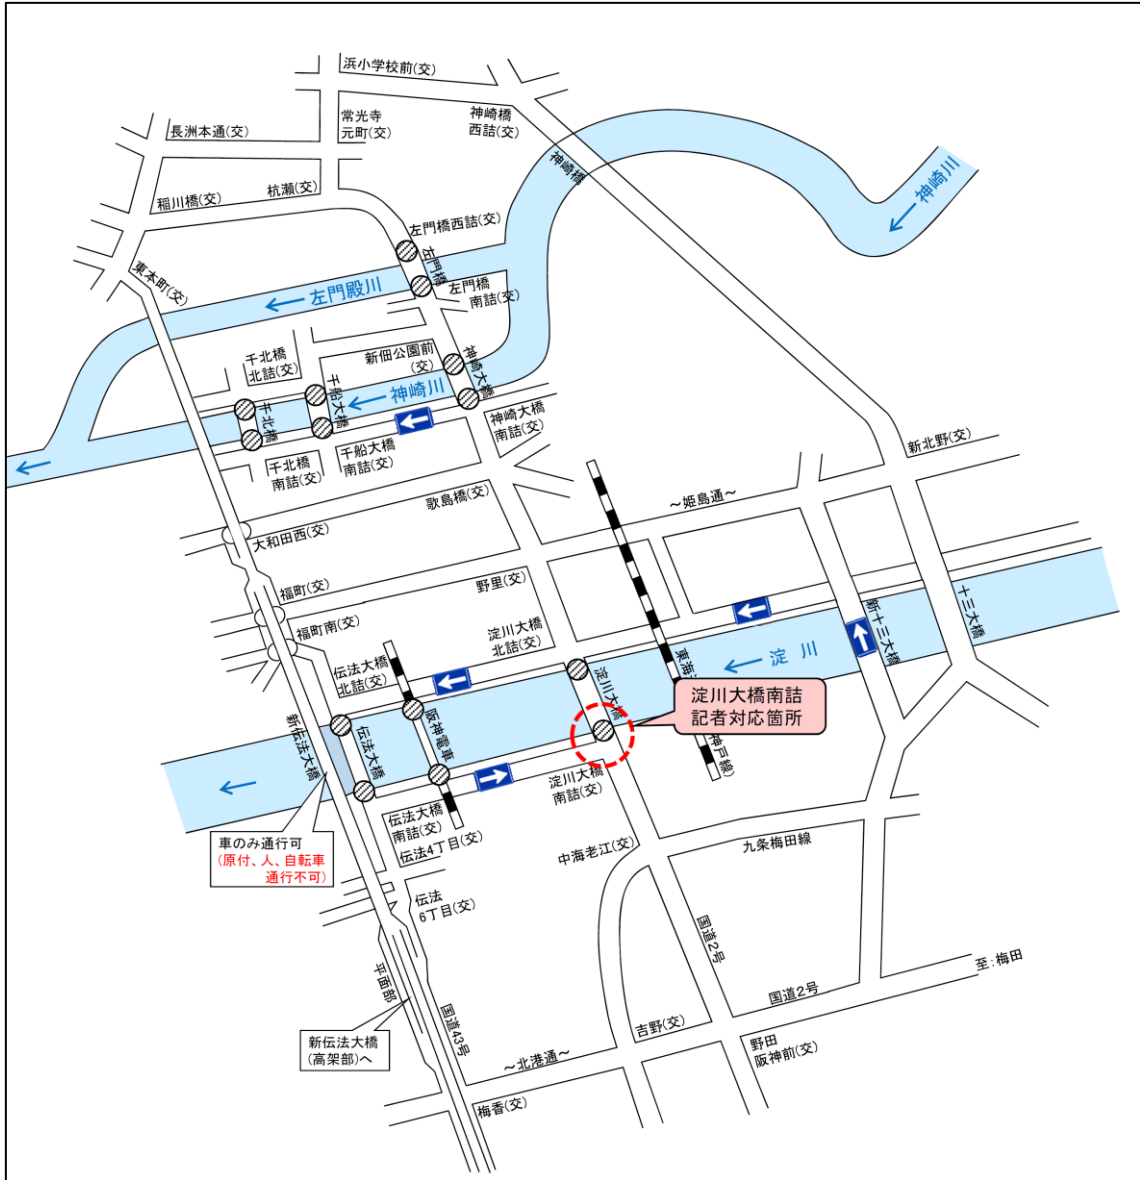 浜小学校前(交)
常光寺
元町(交)
神崎橋
西詰(交)
長洲本通(交)
神崎橋
神崎川
杭瀬(交)
稲川橋(交)
左門橋西詰(交)
左門橋
東本町(交)
左門殿川
左門橋
南詰(交)
千北橋
北詰(交)
新佃公園前
(交)
神崎大橋
千船大橋
神崎川
千北橋
神崎大橋
南詰(交)
千船大橋
南詰(交)
千北橋
南詰(交)
新北野(交)
歌島橋(交)
～姫島通～
大和田西(交)
福町(交)
野里(交)
福町南(交)
淀川大橋
北詰(交)
新十三大橋
十三大橋
伝法大橋
北詰(交)
淀川
淀川大橋
東海
神戸線)
淀川大橋南詰
記者対応箇所
新伝法大橋
伝法大橋
阪神電車
淀川大橋
南詰(交)
伝法大橋
南詰(交)
伝法4丁目(交)
車のみ通行可
(原付、人、自転車
通行不可)
中海老江(交)
九条梅田線
伝法
6丁目(交)
国道2号
至:梅田
平面部
国道2号
国道43号
新伝法大橋
(高架部)へ
吉野(交)
野田
阪神前(交)
～北港通～
梅香(交)